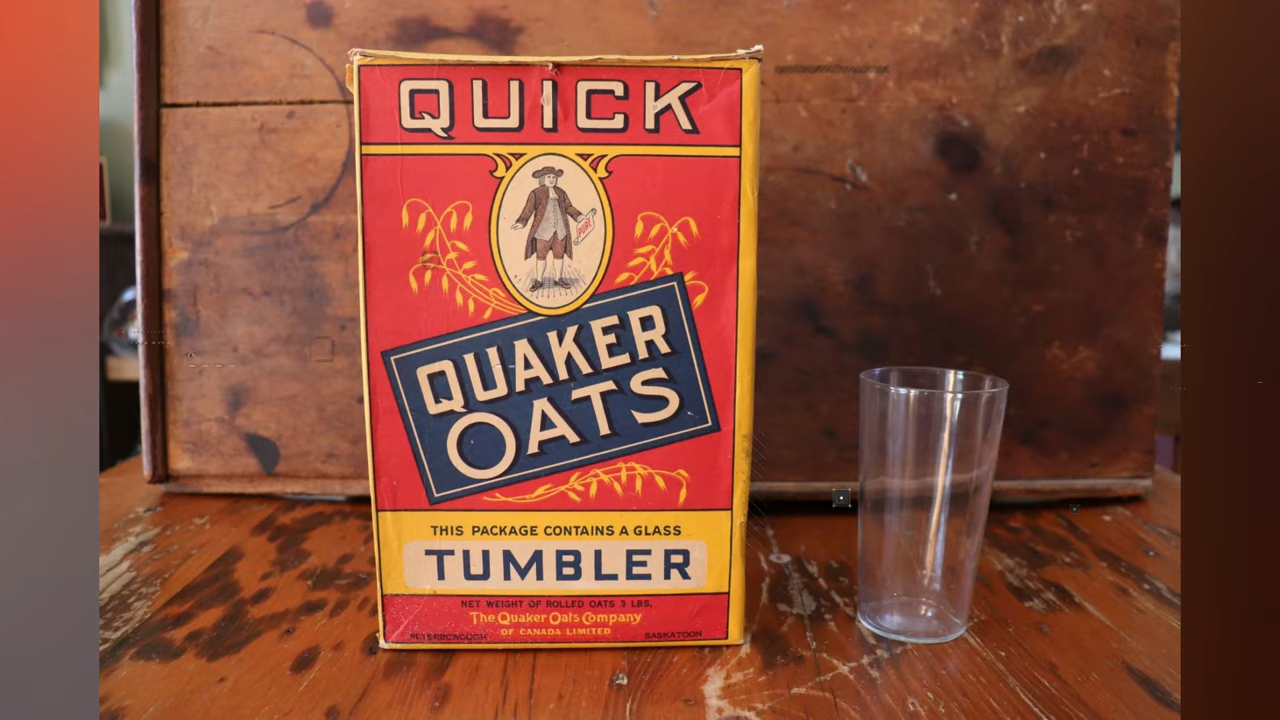 QUICK
PURE
QUAKER
OATS
THIS PACKAGE CONTAINS A GLASS
TUMBLER
NET WEIGHT OF ROLLED OATS 3 LBS.
The Quaker Oats Company
OF CANADA LIMITED
PETERBOROUGH SASKATOON